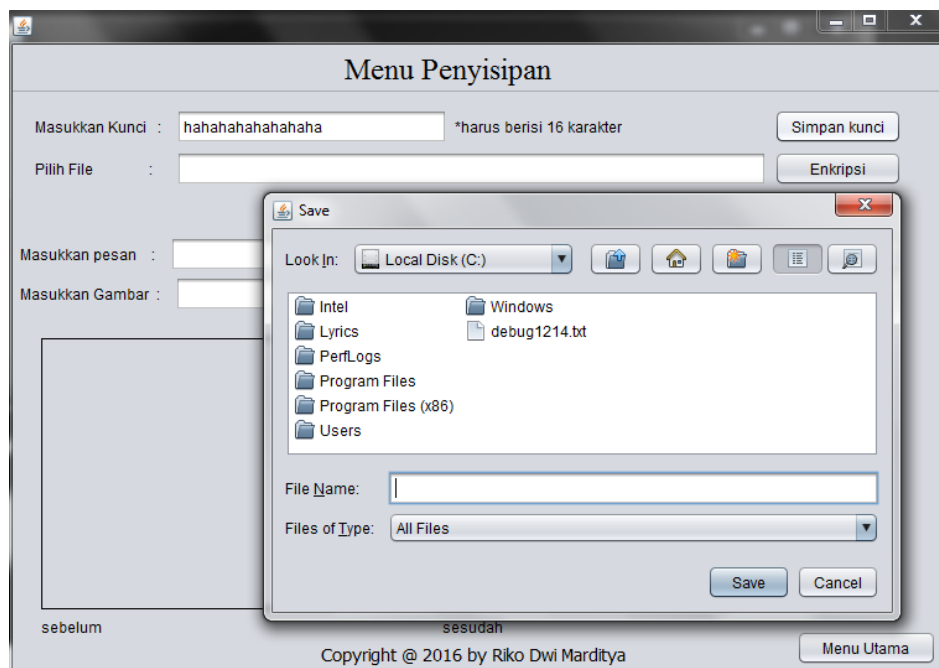 Menu Penyisipan
Masukkan Kunci : hahahahahahahaha *harus berisi 16 karakter Simpan kunci
Pilih File : Enkripsi
Save
Look In: Local Disk (C:)
Masukkan pesan :
Masukkan Gambar :
Intel Windows
Lyrics debug1214.txt
PerfLogs
Program Files
Program Files (x86)
Users
File Name:
Files of Type: All Files
Save Cancel
sebelum sesudah
Copyright @ 2016 by Riko Dwi Marditya Menu Utama